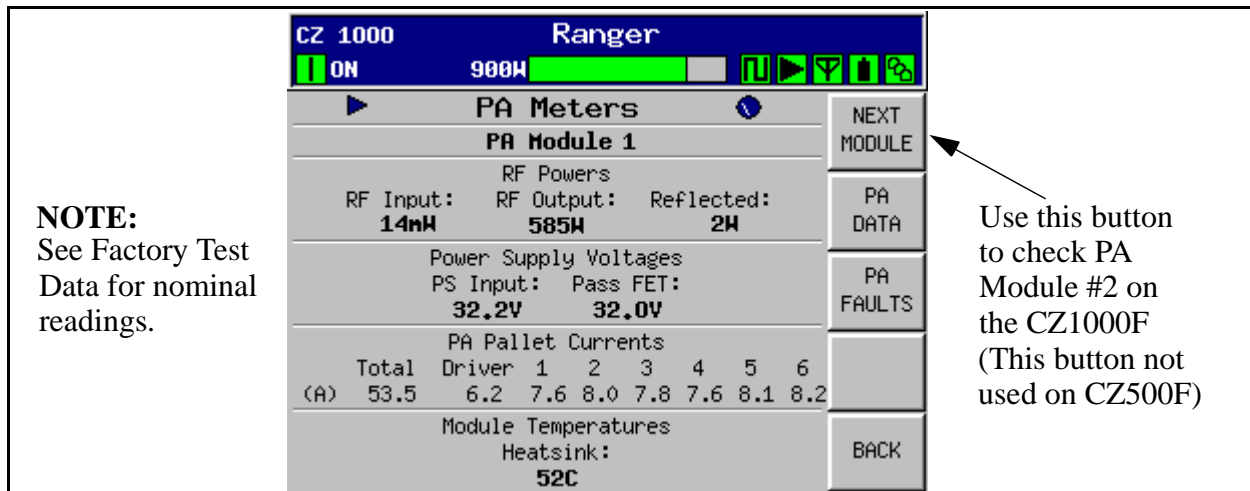 CZ 1000 Ranger
ON 900W
PA Meters
PA Module 1
RF Powers
RF Input: RF Output: Reflected:
14mW 585W 2W
Power Supply Voltages
PS Input: Pass FET:
32.2V 32.0V
PA Pallet Currents
Total Driver 1 2 3 4 5 6
(A) 53.5 6.2 7.6 8.0 7.8 7.6 8.1 8.2
Module Temperatures
Heatsink:
52C
NEXT
MODULE
PA
DATA
PA
FAULTS
BACK
NOTE:
See Factory Test
Data for nominal
readings.
Use this button
to check PA
Module #2 on
the CZ1000F
(This button not
used on CZ500F)